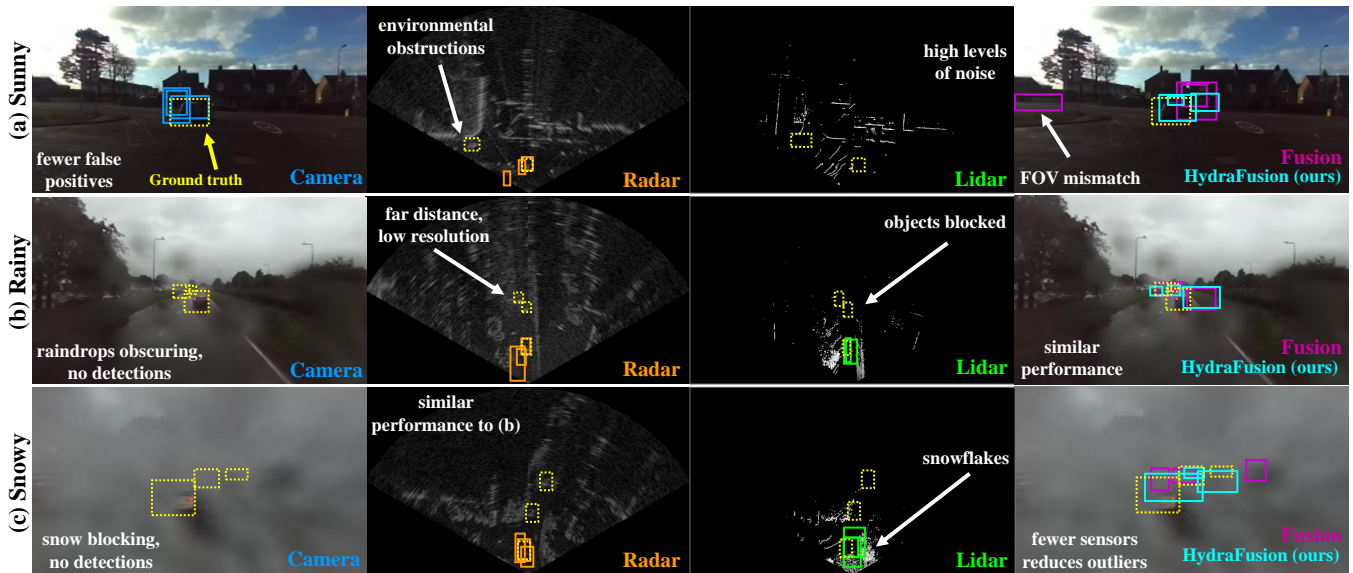 (a) Sunny
fewer false
positives
Ground truth
Camera
environmental
obstructions
Radar
high levels
of noise
Lidar
FOV mismatch
Fusion
HydraFusion (ours)
(b) Rainy
raindrops obscuring,
no detections
Camera
far distance,
low resolution
Radar
objects blocked
Lidar
similar
performance
Fusion
HydraFusion (ours)
(c) Snowy
snow blocking,
no detections
Camera
similar
performance to (b)
Radar
snowflakes
Lidar
fewer sensors
reduces outliers
Fusion
HydraFusion (ours)